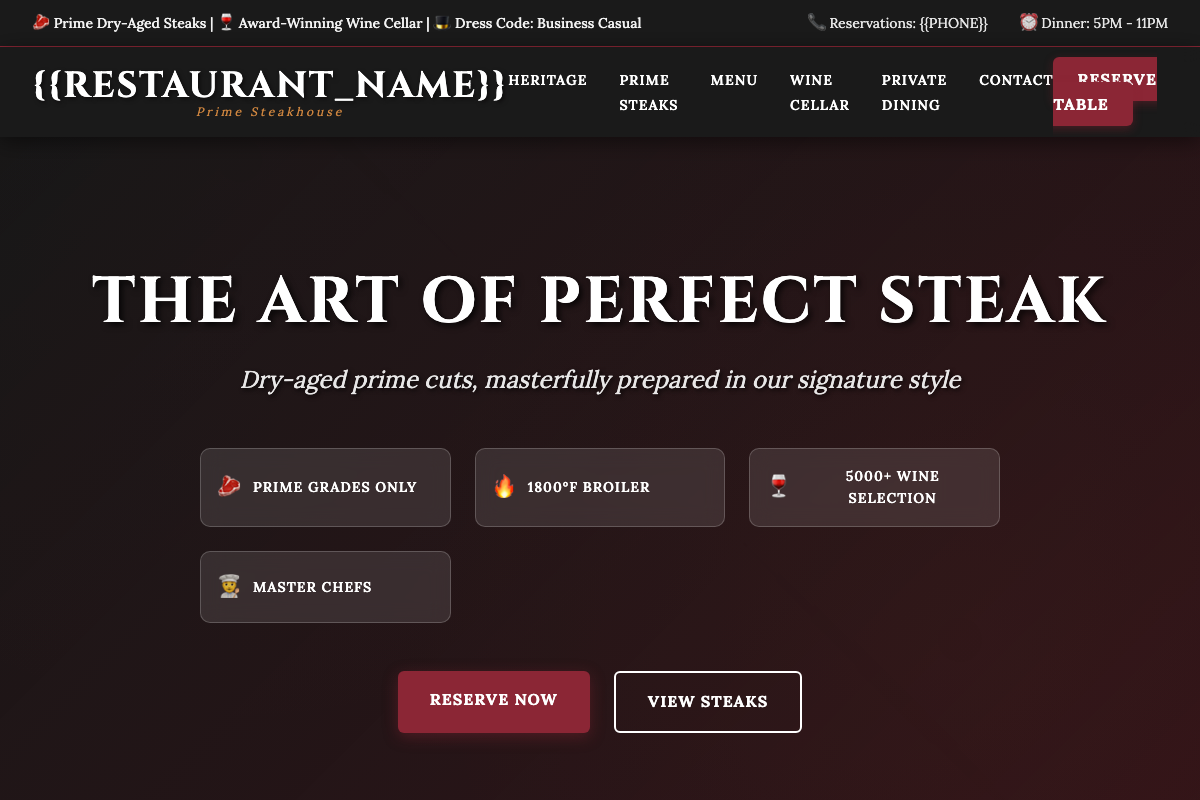 🥩 Prime Dry-Aged Steaks | 🍷 Award-Winning Wine Cellar | 🎩 Dress Code: Business Casual
📞 Reservations: {{PHONE}}
⏰ Dinner: 5PM - 11PM
{{RESTAURANT_NAME}}
Prime Steakhouse
HERITAGE
PRIME
STEAKS
MENU
WINE
CELLAR
PRIVATE
DINING
CONTACT
RESERVE
TABLE
THE ART OF PERFECT STEAK
Dry-aged prime cuts, masterfully prepared in our signature style
🥩 PRIME GRADES ONLY
🔥 1800°F BROILER
🍷 5000+ WINE
SELECTION
👨‍🍳 MASTER CHEFS
RESERVE NOW
VIEW STEAKS